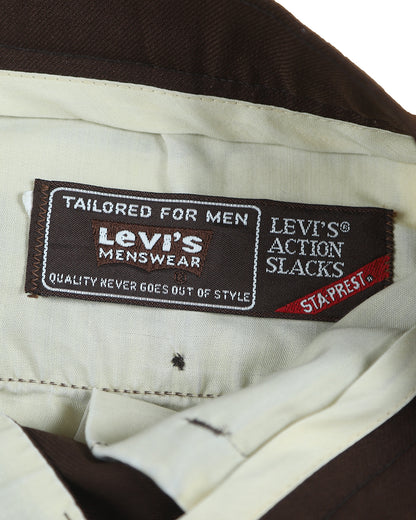 TAILORED FOR MEN
LEVI'S
MENSWEAR
QUALITY NEVER GOES OUT OF STYLE
LEVI'S®
ACTION
SLACKS
STA-PREST®